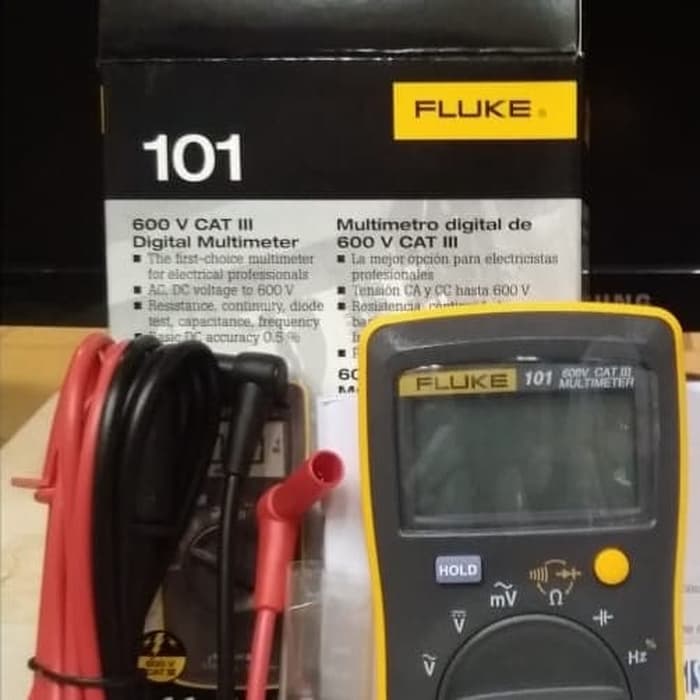 FLUKE®
101
600 V CAT III
Digital Multimeter
■ The first-choice multimeter
for electrical professionals
■ AC, DC voltage to 600 V
■ Resistance, continuity, diode
test, capacitance, frequency
■ Basic DC accuracy 0.5 %
Multímetro digital de
600 V CAT III
■ La mejor opción para electricistas
profesionales
■ Tensión CA y CC hasta 600 V
■ Resistencia,
60
FLUKE 101 600V CAT III
MULTIMETER
HOLD
Ω
mV
V
V
Hz%
600 V
CAT III